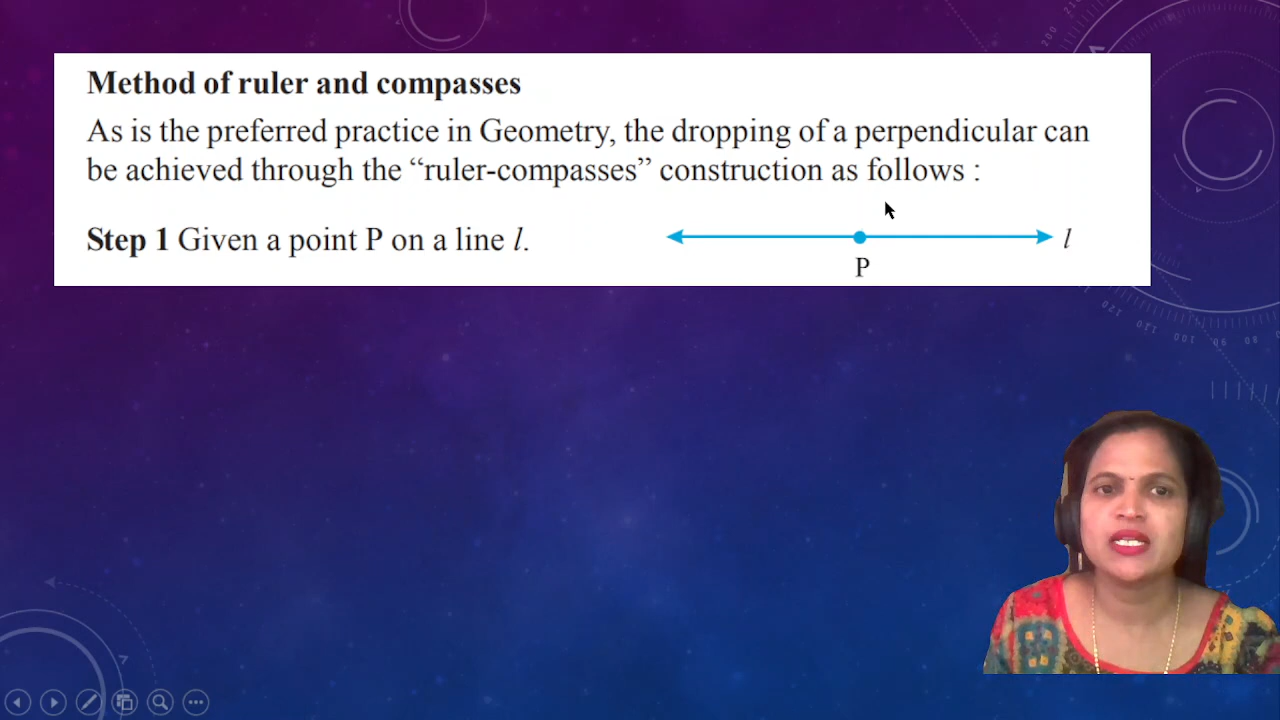 Method of ruler and compasses
As is the preferred practice in Geometry, the dropping of a perpendicular can
be achieved through the “ruler-compasses” construction as follows :
Step 1 Given a point P on a line l.
l
P